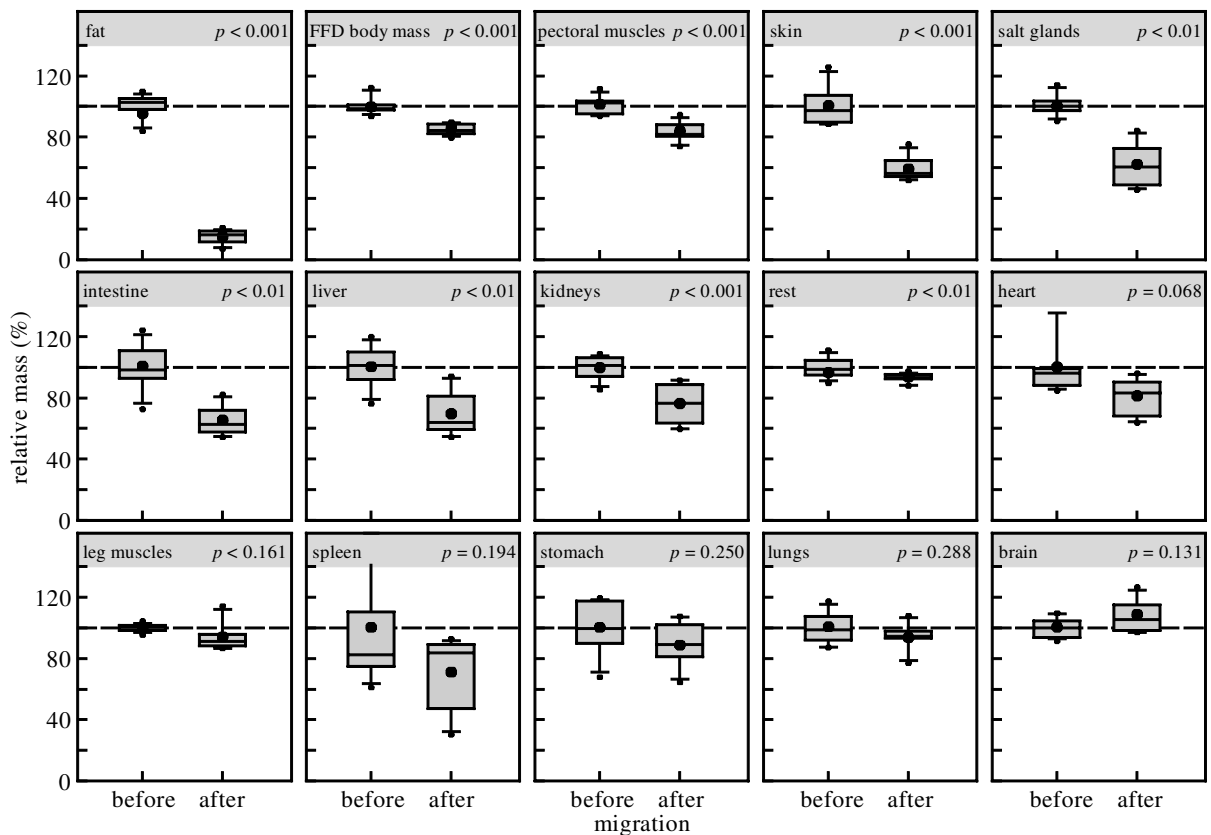 fat p < 0.001
FFD body mass p < 0.001
pectoral muscles p < 0.001
skin p < 0.001
salt glands p < 0.01
120
80
40
0
intestine p < 0.01
liver p < 0.01
kidneys p < 0.001
rest p < 0.01
heart p = 0.068
120
80
40
0
relative mass (%)
leg muscles p < 0.161
spleen p = 0.194
stomach p = 0.250
lungs p = 0.288
brain p = 0.131
120
80
40
0
before after
before after
before after
before after
before after
migration